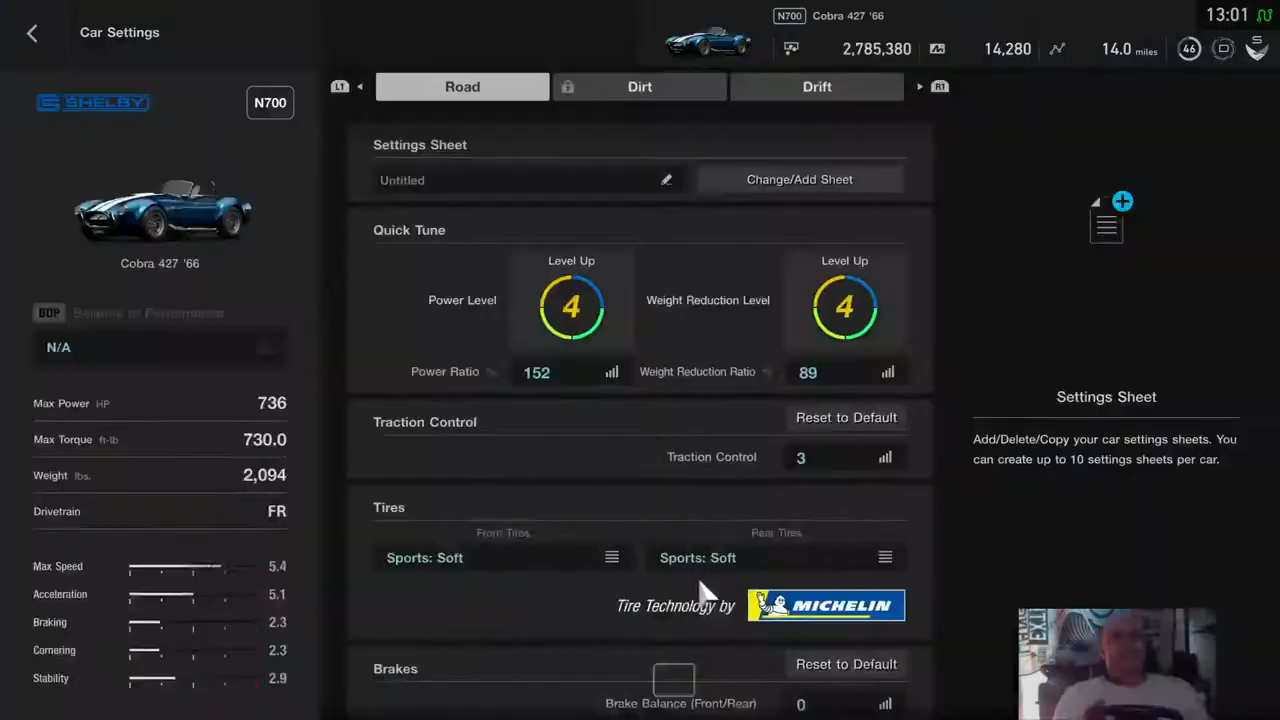 Car Settings
N700 Cobra 427 '66
13:01
2,785,380
14,280
14.0 miles
46
S
SHELBY
N700
Cobra 427 '66
BOP Balance of Performance
N/A
Max Power HP 736
Max Torque ft-lb 730.0
Weight lbs. 2,094
Drivetrain FR
Max Speed 5.4
Acceleration 5.1
Braking 2.3
Cornering 2.3
Stability 2.9
L1 Road Dirt Drift R1
Settings Sheet
Untitled Change/Add Sheet
Quick Tune
Level Up Level Up
Power Level 4 Weight Reduction Level 4
Power Ratio 152 Weight Reduction Ratio 89
Traction Control Reset to Default
Traction Control 3
Tires
Front Tires Rear Tires
Sports: Soft Sports: Soft
Tire Technology by MICHELIN
Brakes Reset to Default
Brake Balance (Front/Rear) 0
Settings Sheet
Add/Delete/Copy your car settings sheets. You
can create up to 10 settings sheets per car.